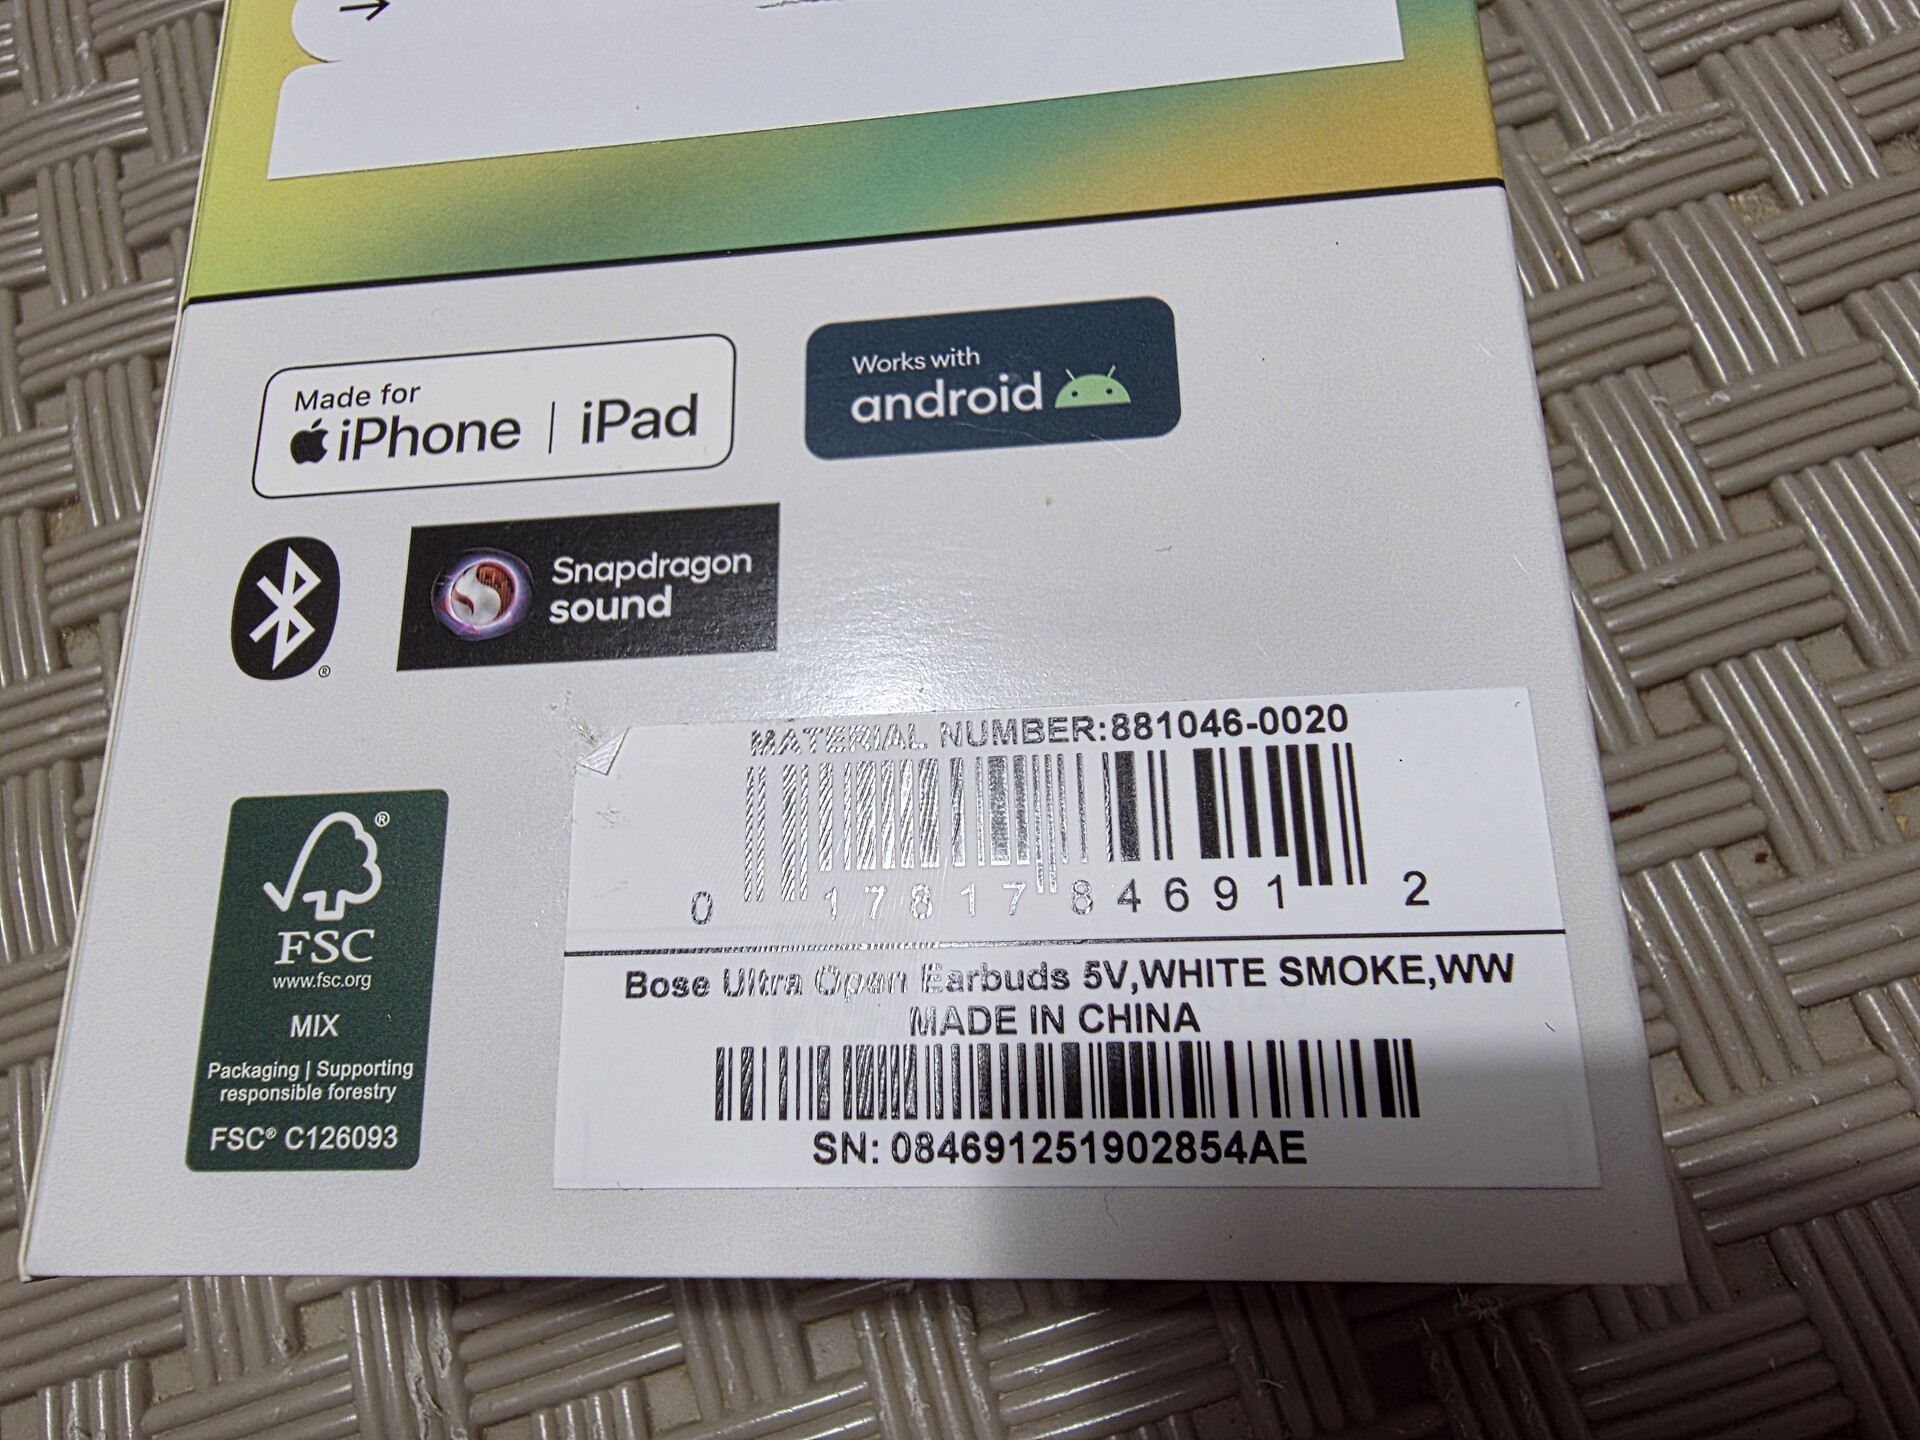 →
Made for
iPhone | iPad
Works with
android
Snapdragon
sound
®
MATERIAL NUMBER:881046-0020
0 17817 84691 2
Bose Ultra Open Earbuds 5V,WHITE SMOKE,WW
MADE IN CHINA
SN: 084691251902854AE
®
FSC
www.fsc.org
MIX
Packaging | Supporting
responsible forestry
FSC® C126093